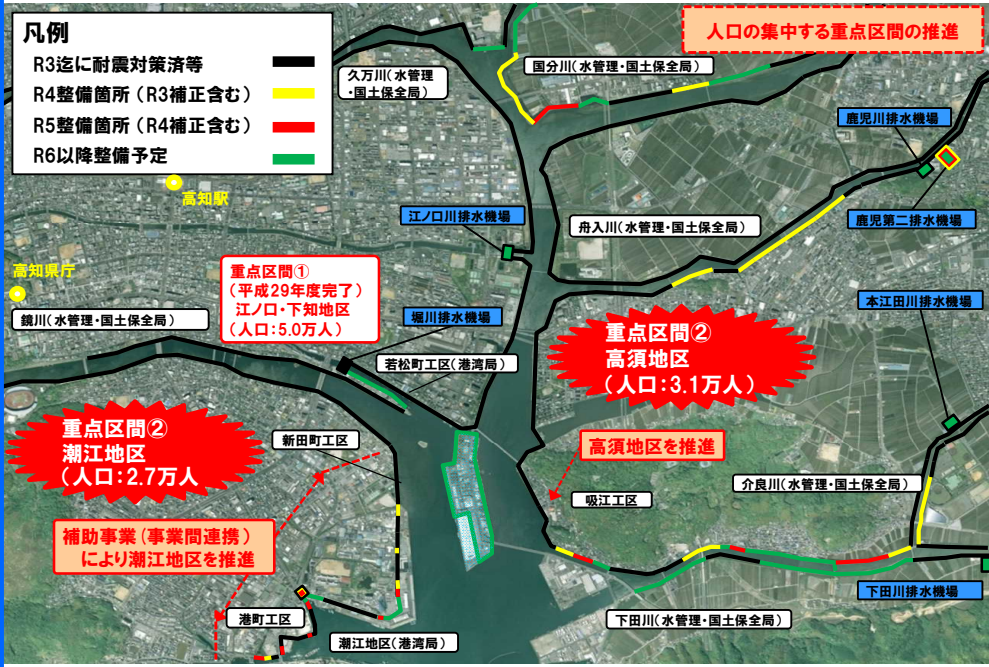 凡例
R3迄に耐震対策済等
R4整備箇所（R3補正含む）
R5整備箇所（R4補正含む）
R6以降整備予定
人口の集中する重点区間の推進
久万川（水管理
・国土保全局）
国分川（水管理・国土保全局）
鹿児川排水機場
高知駅
江ノ口川排水機場
舟入川（水管理・国土保全局）
鹿児第二排水機場
高知県庁
重点区間①
（平成29年度完了）
江ノ口・下知地区
（人口：5.0万人）
本江田川排水機場
鏡川（水管理・国土保全局）
堀川排水機場
重点区間②
高須地区
（人口：3.1万人）
若松町工区（港湾局）
重点区間②
潮江地区
（人口：2.7万人
新田町工区
高須地区を推進
吸江工区
介良川（水管理・国土保全局）
補助事業（事業間連携）
により潮江地区を推進
下田川排水機場
港町工区
潮江地区（港湾局）
下田川（水管理・国土保全局）